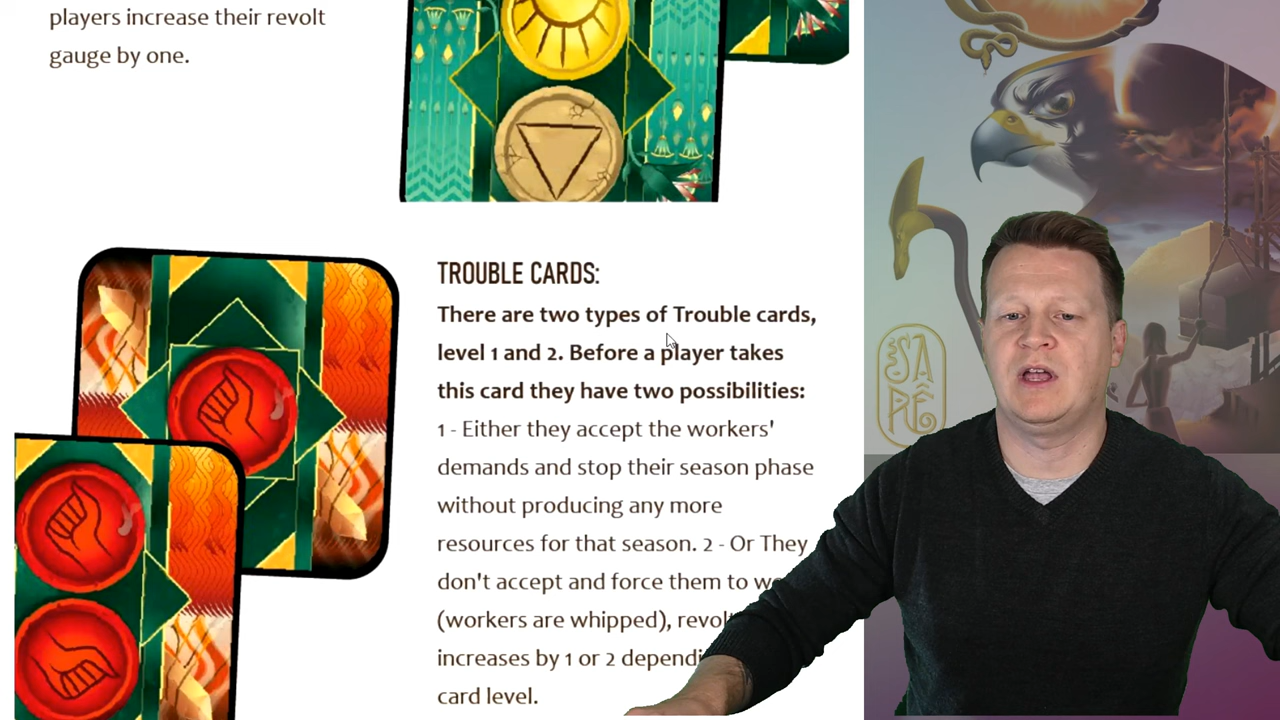 players increase their revolt
gauge by one.
TROUBLE CARDS:
There are two types of Trouble cards,
level 1 and 2. Before a player takes
this card they have two possibilities:
1 - Either they accept the workers'
demands and stop their season phase
without producing any more
resources for that season. 2 - Or They
don't accept and force them to
(workers are whipped),
increases by 1 or 2
card level.
SA
RÊ